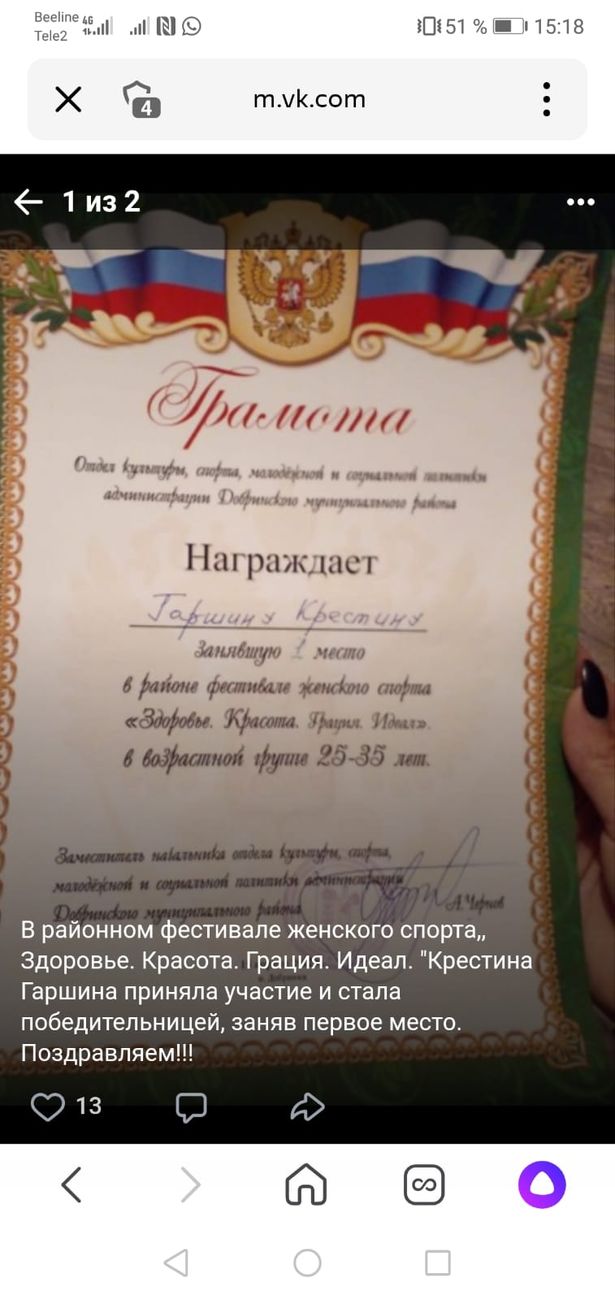 Beeline 4G
Tele2
51 % 15:18
4
m.vk.com
1 из 2
Грамота
Отдел культуры, спорта, молодёжной и социальной политики
администрации Добринского муниципального района
Награждает
Гаршину Крестину
Занявшую 1 место
в районе фестивале женского спорта
«Здоровье. Красота. Грация. Идеал».
в возрастной группе 25-35 лет.
Заместитель начальника отдела культуры, спорта,
молодёжной и социальной политики администрации
Добринского муниципального района
В районном фестивале женского спорта,,
Здоровье. Красота. Грация. Идеал. "Крестина
Гаршина приняла участие и стала
победительницей, заняв первое место.
Поздравляем!!!
13